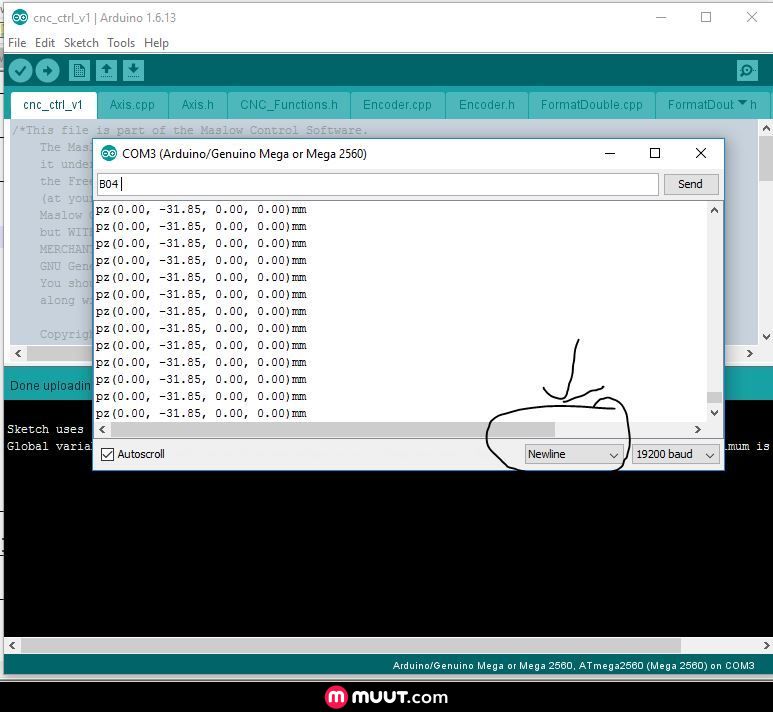 cnc_ctrl_v1 | Arduino 1.6.13
File Edit Sketch Tools Help
cnc_ctrl_v1 Axis.cpp Axis.h CNC_Functions.h Encoder.cpp Encoder.h FormatDouble.cpp FormatDoub h
/*This file is part of the Maslow Control Software.
The Masl
it under
the Free
(at your
Maslow C
but WITH
MERCHANT
GNU Gene
You shou
along wi
Copyrigh
COM3 (Arduino/Genuino Mega or Mega 2560)
B04
Send
pz(0.00, -31.85, 0.00, 0.00)mm
pz(0.00, -31.85, 0.00, 0.00)mm
pz(0.00, -31.85, 0.00, 0.00)mm
pz(0.00, -31.85, 0.00, 0.00)mm
pz(0.00, -31.85, 0.00, 0.00)mm
pz(0.00, -31.85, 0.00, 0.00)mm
pz(0.00, -31.85, 0.00, 0.00)mm
pz(0.00, -31.85, 0.00, 0.00)mm
pz(0.00, -31.85, 0.00, 0.00)mm
pz(0.00, -31.85, 0.00, 0.00)mm
pz(0.00, -31.85, 0.00, 0.00)mm
pz(0.00, -31.85, 0.00, 0.00)mm
pz(0.00, -31.85, 0.00, 0.00)mm
Autoscroll Newline 19200 baud
Done uploadin
Sketch uses
Global varia mum is
Arduino/Genuino Mega or Mega 2560, ATmega2560 (Mega 2560) on COM3
m muut.com